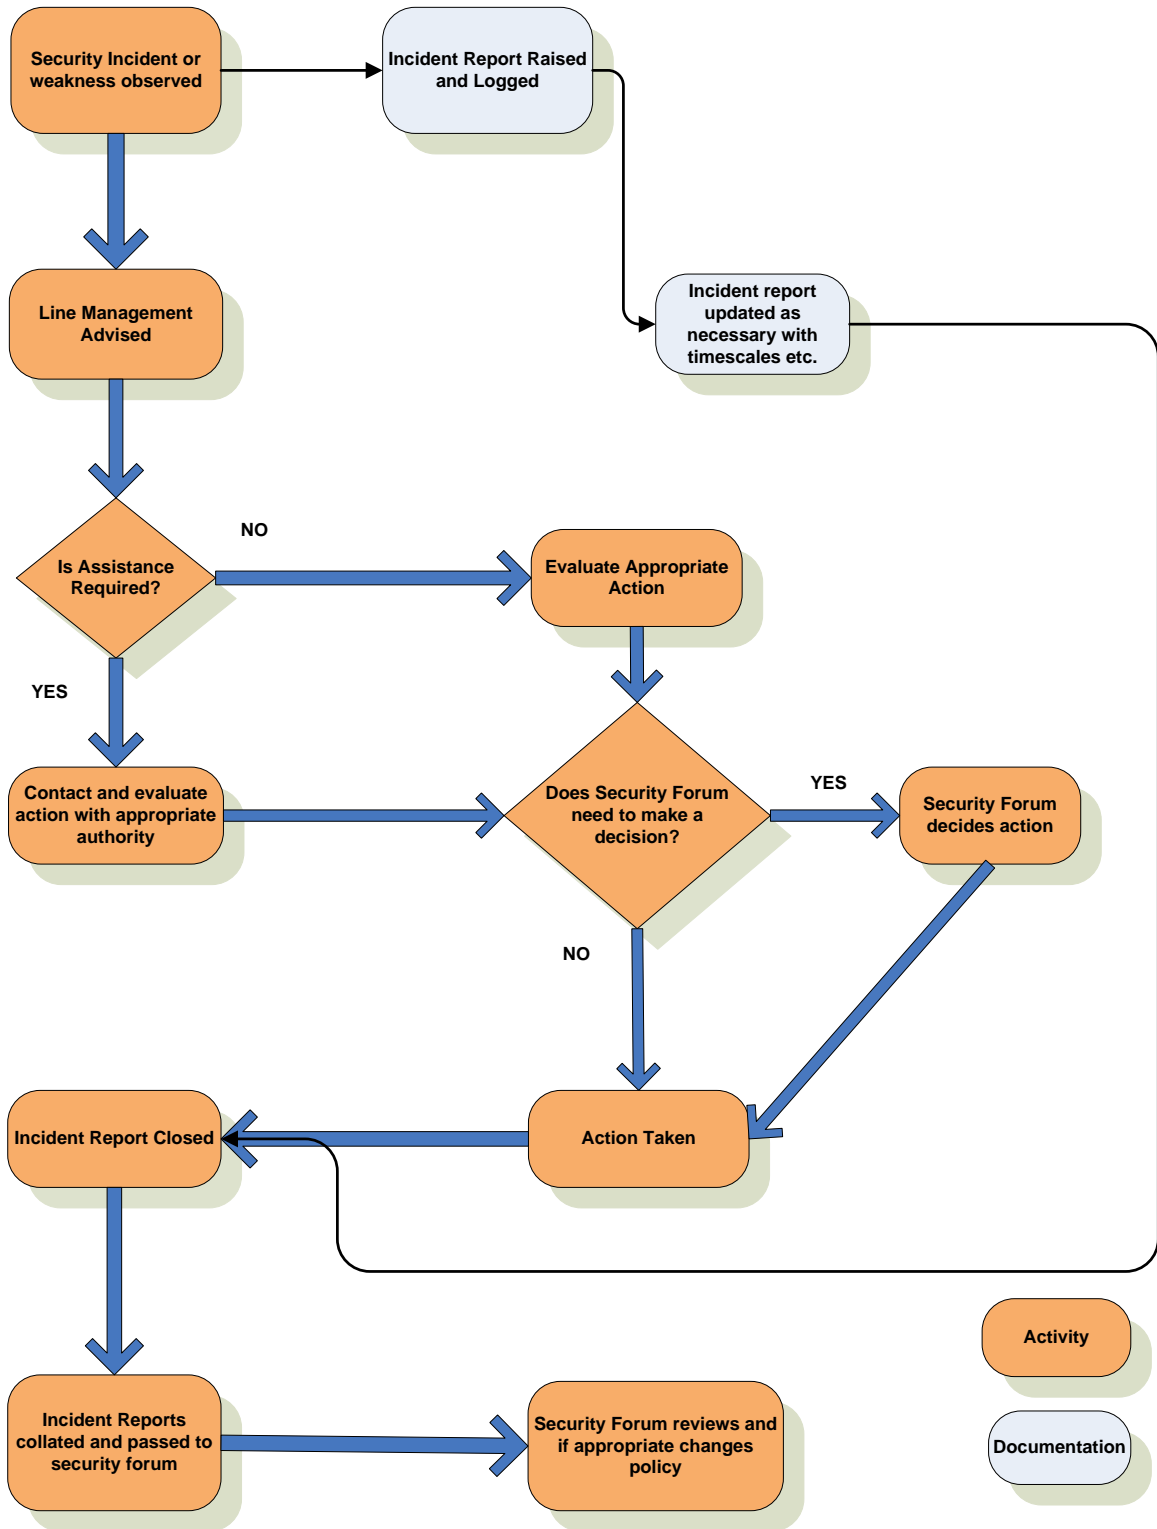 Security Incident or
weakness observed
Incident Report Raised
and Logged
Line Management
Advised
Incident report
updated as
necessary with
timescales etc.
Is Assistance
Required?
NO
Evaluate Appropriate
Action
YES
Contact and evaluate
action with appropriate
authority
Does Security Forum
need to make a
decision?
YES
Security Forum
decides action
NO
Incident Report Closed
Action Taken
Activity
Incident Reports
collated and passed to
security forum
Security Forum reviews and
if appropriate changes
policy
Documentation